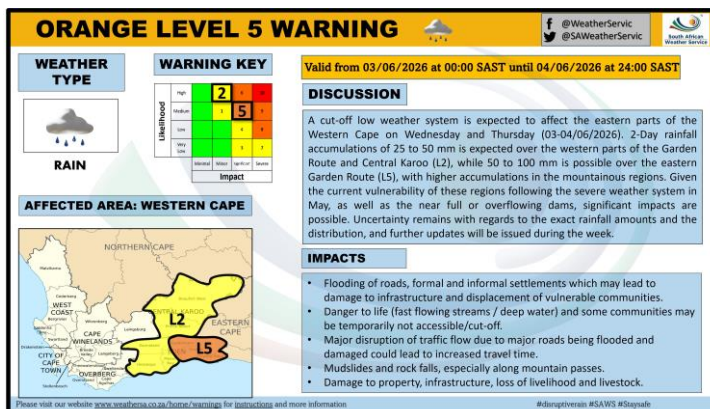 ORANGE LEVEL 5 WARNING
@WeatherServic
@SAWeatherServic
South African
Weather Service
WEATHER
TYPE
RAIN
WARNING KEY
Likelihood
High
2
Medium
5
Low
Very
Low
Minimal Minor Significant Severe
Impact
AFFECTED AREA: WESTERN CAPE
NORTHERN CAPE
WEST
COAST
CENTRAL KAROO
EASTERN
CAPE
CAPE
WINELANDS
CITY OF
CAPE
TOWN
OVERBERG
L2
L5
Valid from 03/06/2026 at 00:00 SAST until 04/06/2026 at 24:00 SAST
DISCUSSION
A cut-off low weather system is expected to affect the eastern parts of the
Western Cape on Wednesday and Thursday (03-04/06/2026). 2-Day rainfall
accumulations of 25 to 50 mm is expected over the western parts of the Garden
Route and Central Karoo (L2), while 50 to 100 mm is possible over the eastern
Garden Route (L5), with higher accumulations in the mountainous regions. Given
the current vulnerability of these regions following the severe weather system in
May, as well as the near full or overflowing dams, significant impacts are
possible. Uncertainty remains with regards to the exact rainfall amounts and the
distribution, and further updates will be issued during the week.
IMPACTS
• Flooding of roads, formal and informal settlements which may lead to
damage to infrastructure and displacement of vulnerable communities.
• Danger to life (fast flowing streams / deep water) and some communities may
be temporarily not accessible/cut-off.
• Major disruption of traffic flow due to major roads being flooded and
damaged could lead to increased travel time.
• Mudslides and rock falls, especially along mountain passes.
• Damage to property, infrastructure, loss of livelihood and livestock.
Please visit our website www.weathersa.co.za/home/warnings for instructions and more information
#disruptiverain #SAWS #Staysafe